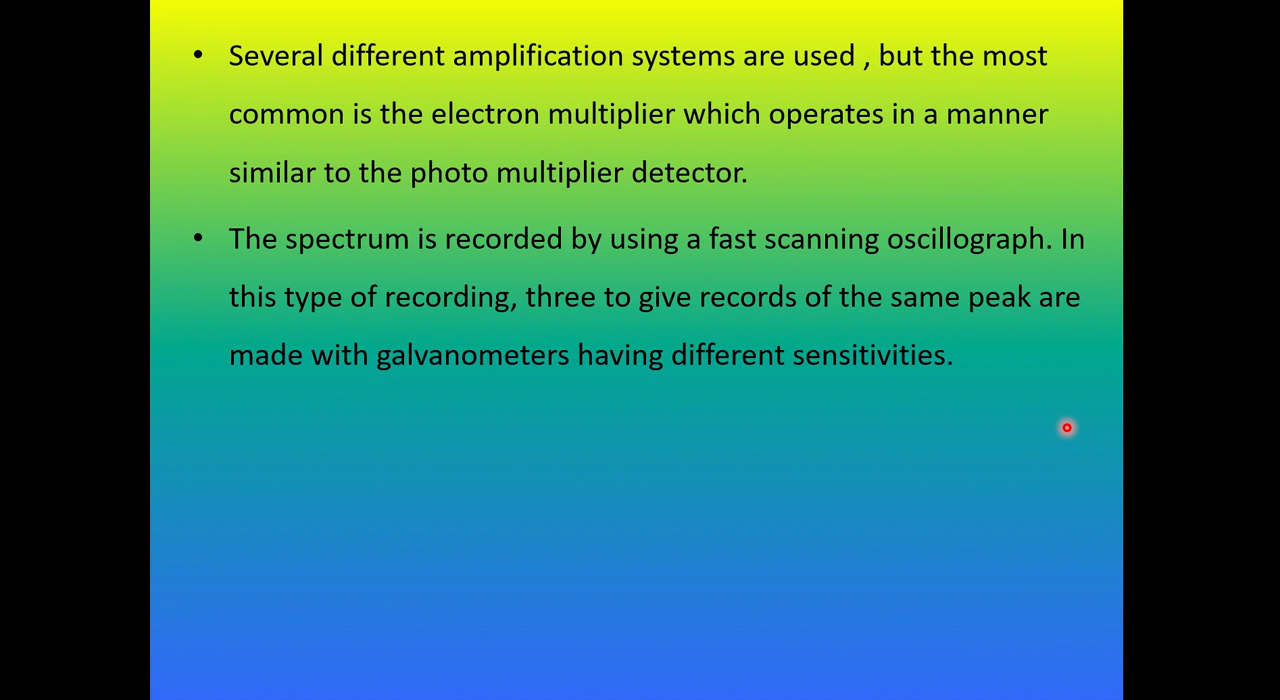 • Several different amplification systems are used , but the most
common is the electron multiplier which operates in a manner
similar to the photo multiplier detector.
• The spectrum is recorded by using a fast scanning oscillograph. In
this type of recording, three to give records of the same peak are
made with galvanometers having different sensitivities.